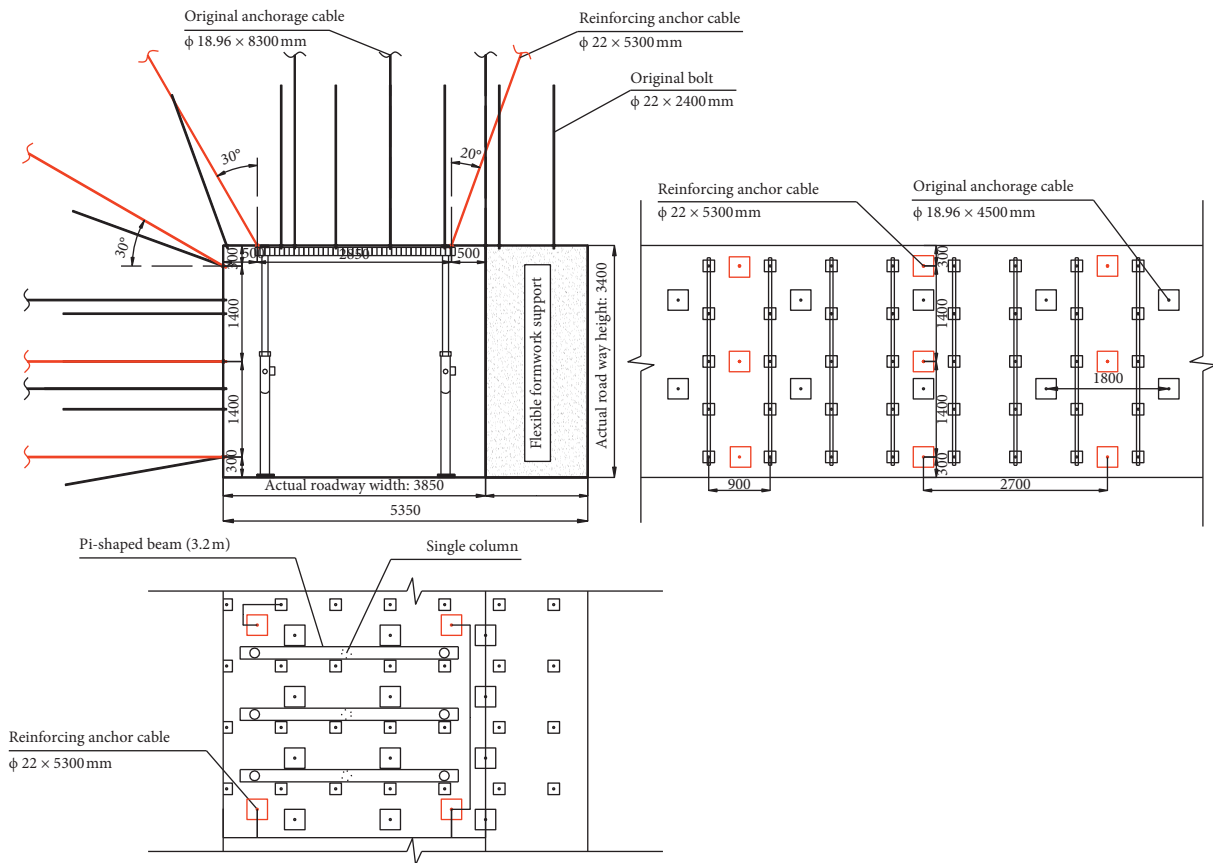 Original anchorage cable
ϕ 18.96 × 8300 mm
Reinforcing anchor cable
ϕ 22 × 5300 mm
Original bolt
ϕ 22 × 2400 mm
30°
20°
30°
500
2850
500
300
1400
1400
300
Flexible formwork support
Actual road way height: 3400
Actual roadway width: 3850
5350
Reinforcing anchor cable
ϕ 22 × 5300 mm
Original anchorage cable
ϕ 18.96 × 4500 mm
300
1400
1800
1400
300
900
2700
Pi-shaped beam (3.2 m)
Single column
Reinforcing anchor cable
ϕ 22 × 5300 mm